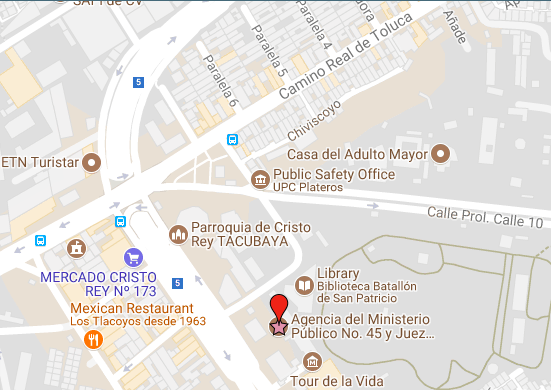 Paralela 4
Paralela 5
Paralela 6
Camino Real de Toluca
Añade
Chiviscoyo
5
ETN Turistar
Casa del Adulto Mayor
Public Safety Office
UPC Plateros
Calle Prol. Calle 10
Parroquia de Cristo
Rey TACUBAYA
MERCADO CRISTO
REY Nº 173
5
Library
Biblioteca Batallón
de San Patricio
Mexican Restaurant
Los Tlacoyos desde 1963
Agencia del Ministerio
Público No. 45 y Juez...
Tour de la Vida